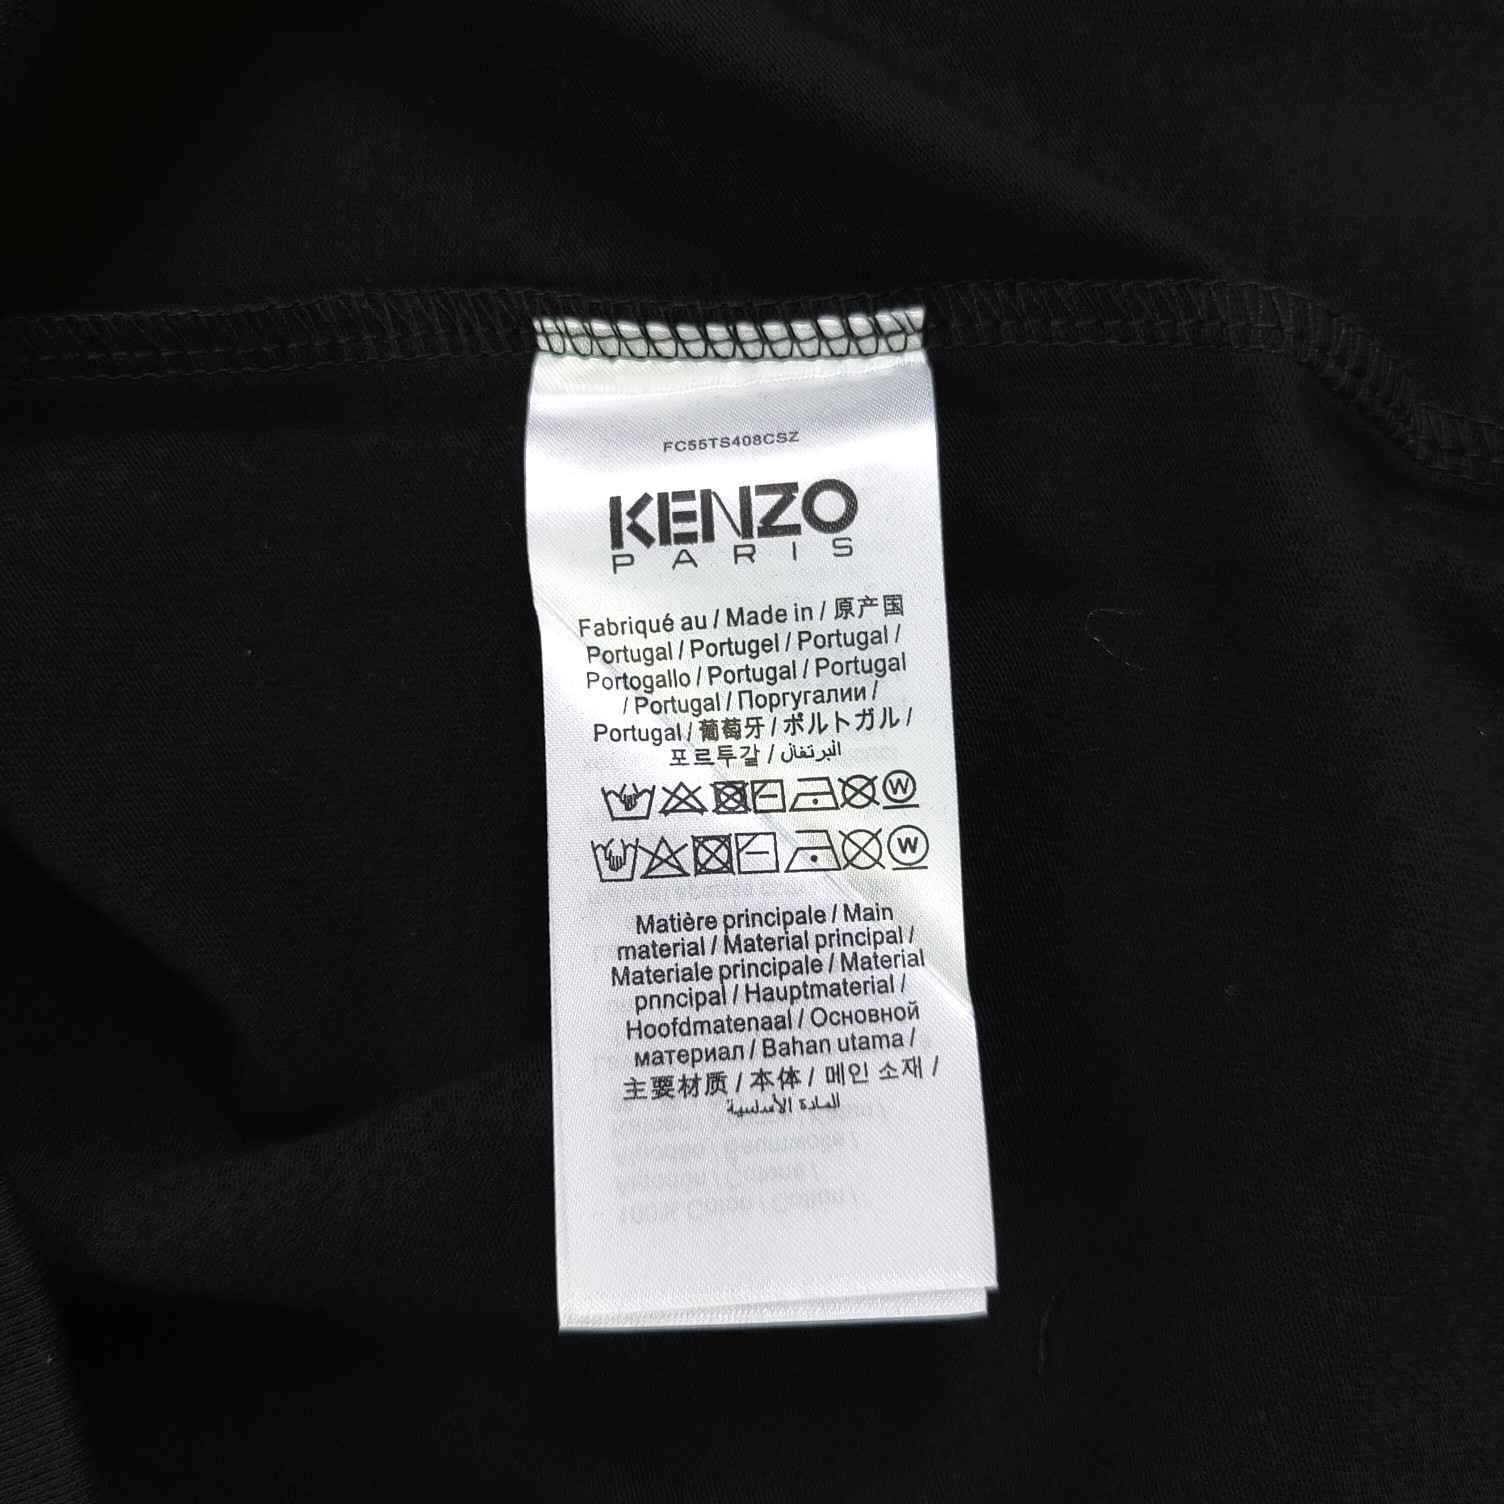 FC55TS408CSZ
KENZO
PARIS
Fabriqué au / Made in / 原产国
Portugal / Portugel / Portugal /
Portogallo / Portugal / Portugal
/ Portugal / Поргугалии /
Portugal / 葡萄牙 / ポルトガル /
포르투갈 / البرتغال
W
W
Matière principale / Main
material / Material principal /
Materiale principale / Material
pnncipal / Hauptmaterial /
Hoofdmatenaal / Основной
материал / Bahan utama /
主要材质 / 本体 / 메인 소재 /
المادة الأساسية